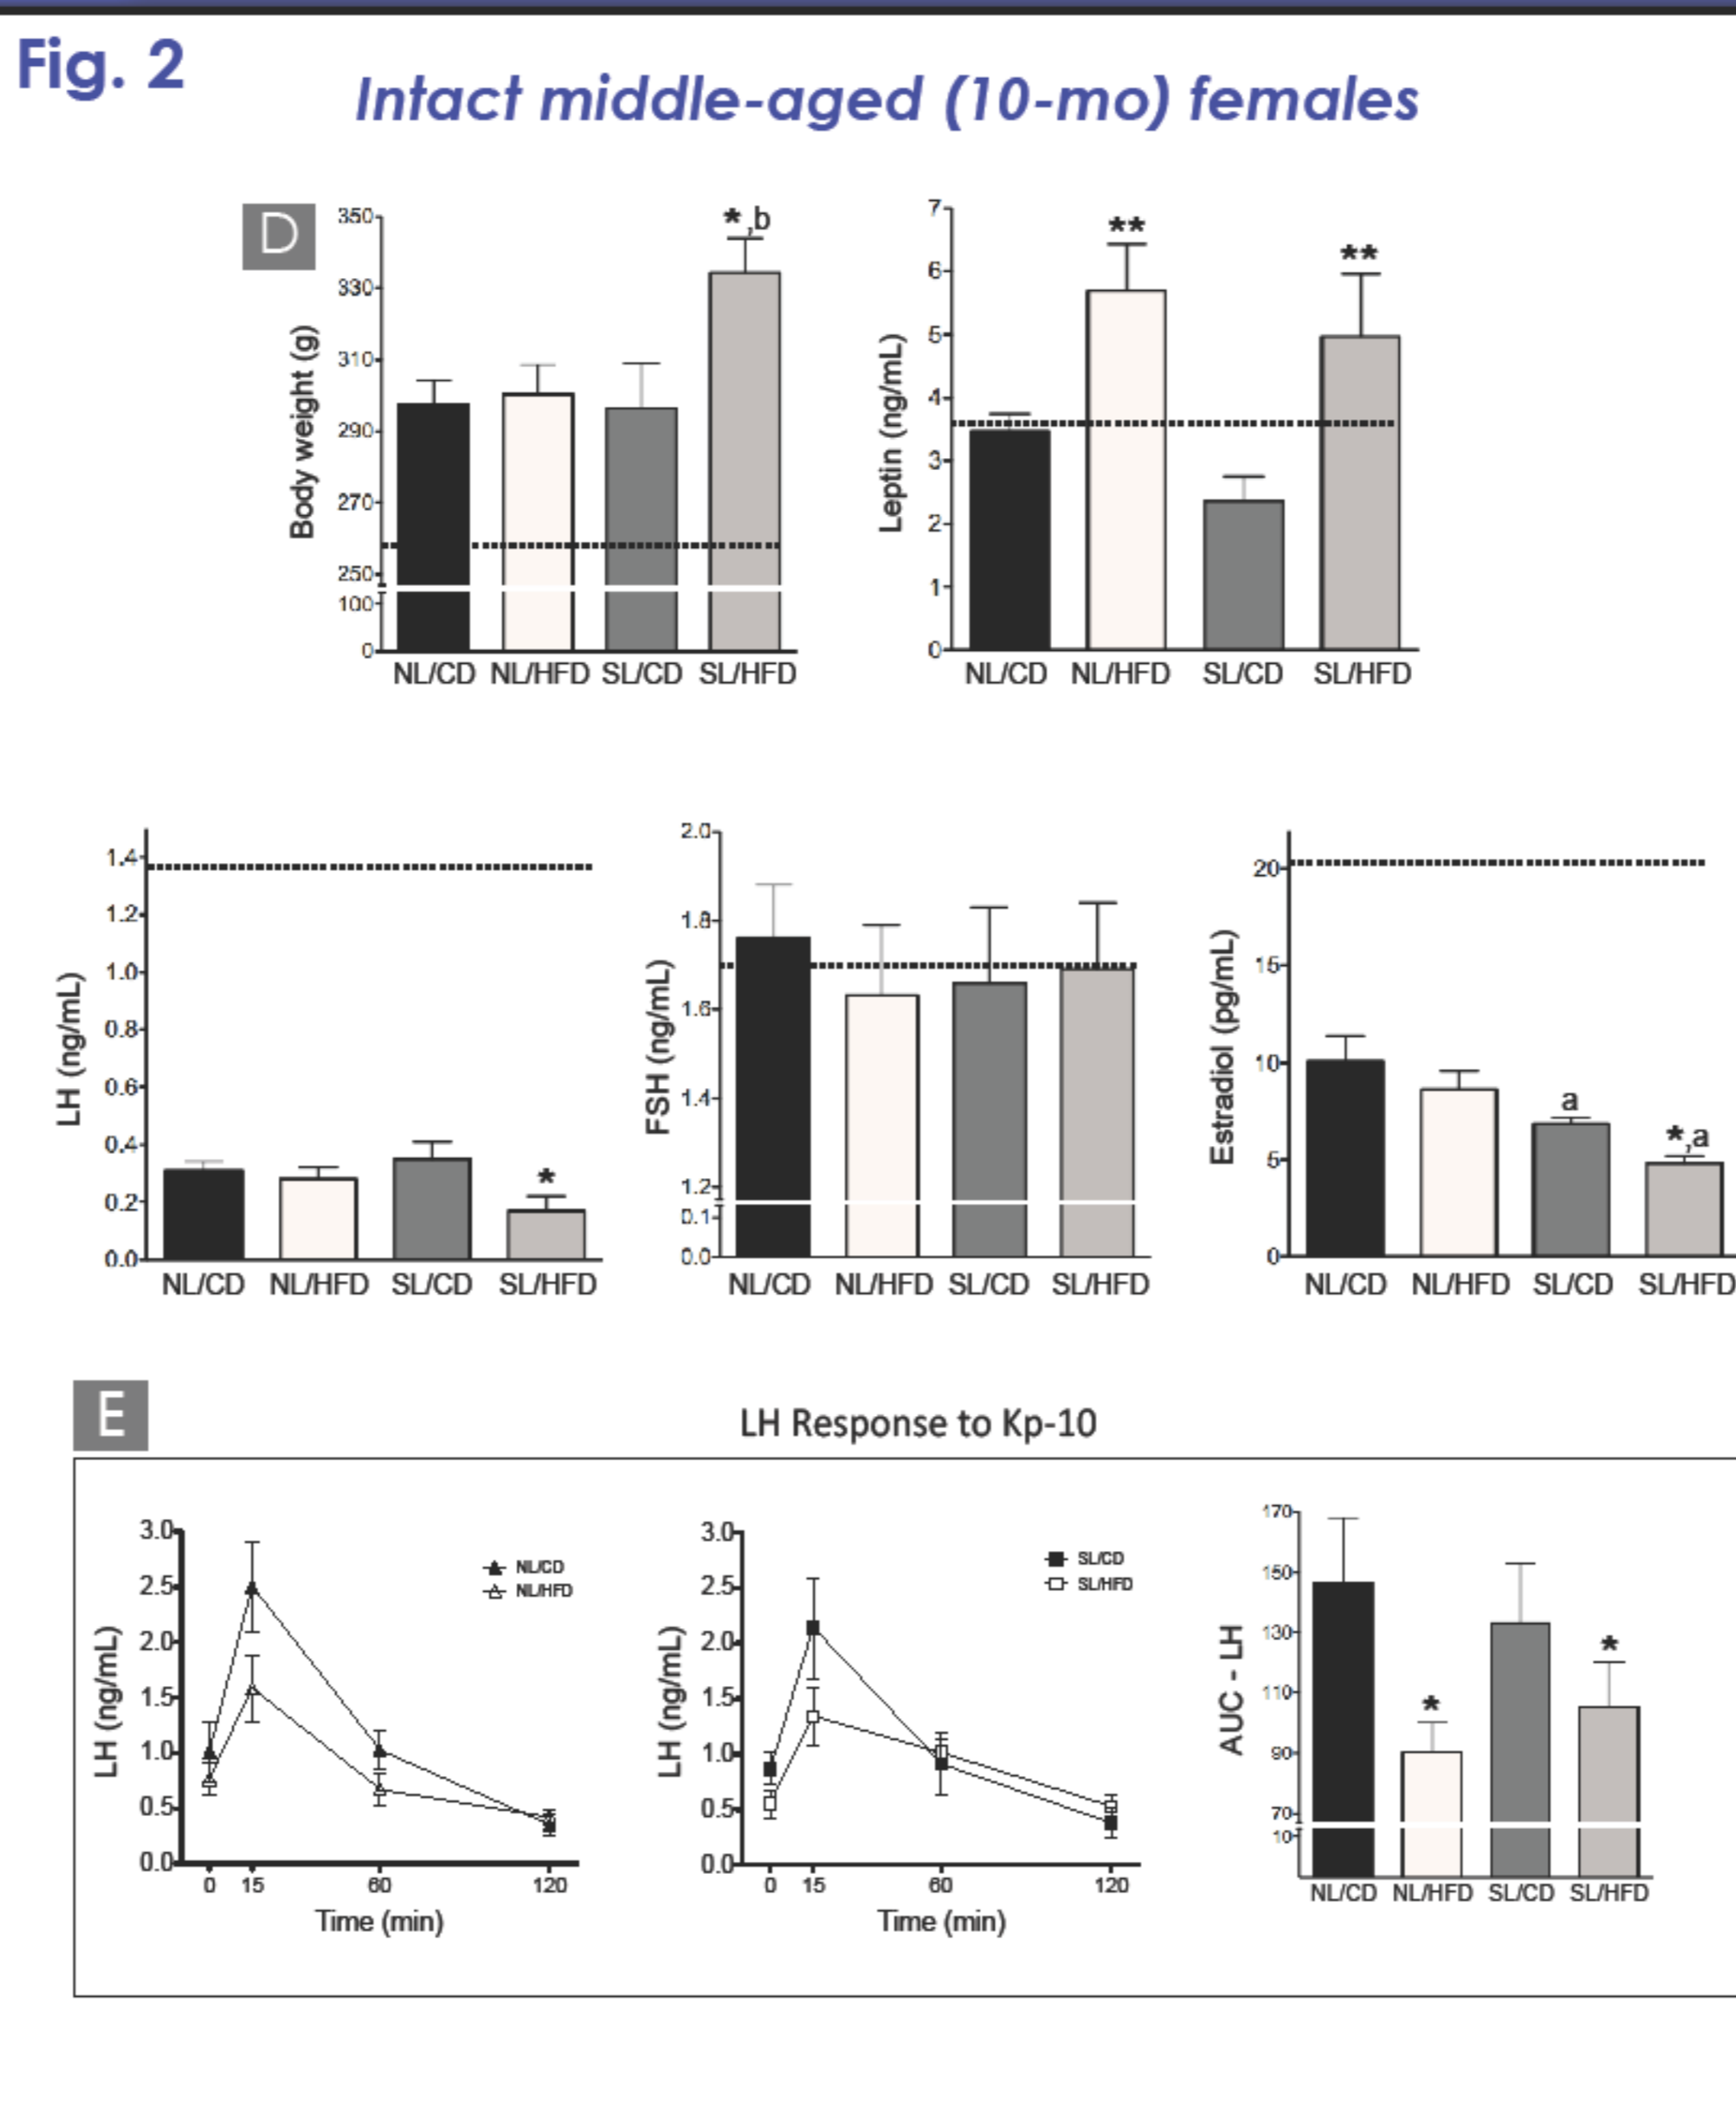 Fig. 2
Intact middle-aged (10-mo) females
D
Body weight (g)
350
330
310
290
270
250
100
0
*,b
NL/CD NL/HFD SL/CD SL/HFD
Leptin (ng/mL)
7
6
5
4
3
2
1
0
**
**
NL/CD NL/HFD SL/CD SL/HFD
LH (ng/mL)
1.4
1.2
1.0
0.8
0.6
0.4
0.2
0.0
*
NL/CD NL/HFD SL/CD SL/HFD
FSH (ng/mL)
2.0
1.8
1.6
1.4
1.2
0.1
0.0
NL/CD NL/HFD SL/CD SL/HFD
Estradiol (pg/mL)
20
15
10
5
0
a
*,a
NL/CD NL/HFD SL/CD SL/HFD
E
LH Response to Kp-10
LH (ng/mL)
3.0
2.5
2.0
1.5
1.0
0.5
0.0
NL/CD
NL/HFD
0 15 60 120
Time (min)
LH (ng/mL)
3.0
2.5
2.0
1.5
1.0
0.5
0.0
SL/CD
SL/HFD
0 15 60 120
Time (min)
AUC - LH
170
150
130
110
90
70
10
*
*
NL/CD NL/HFD SL/CD SL/HFD